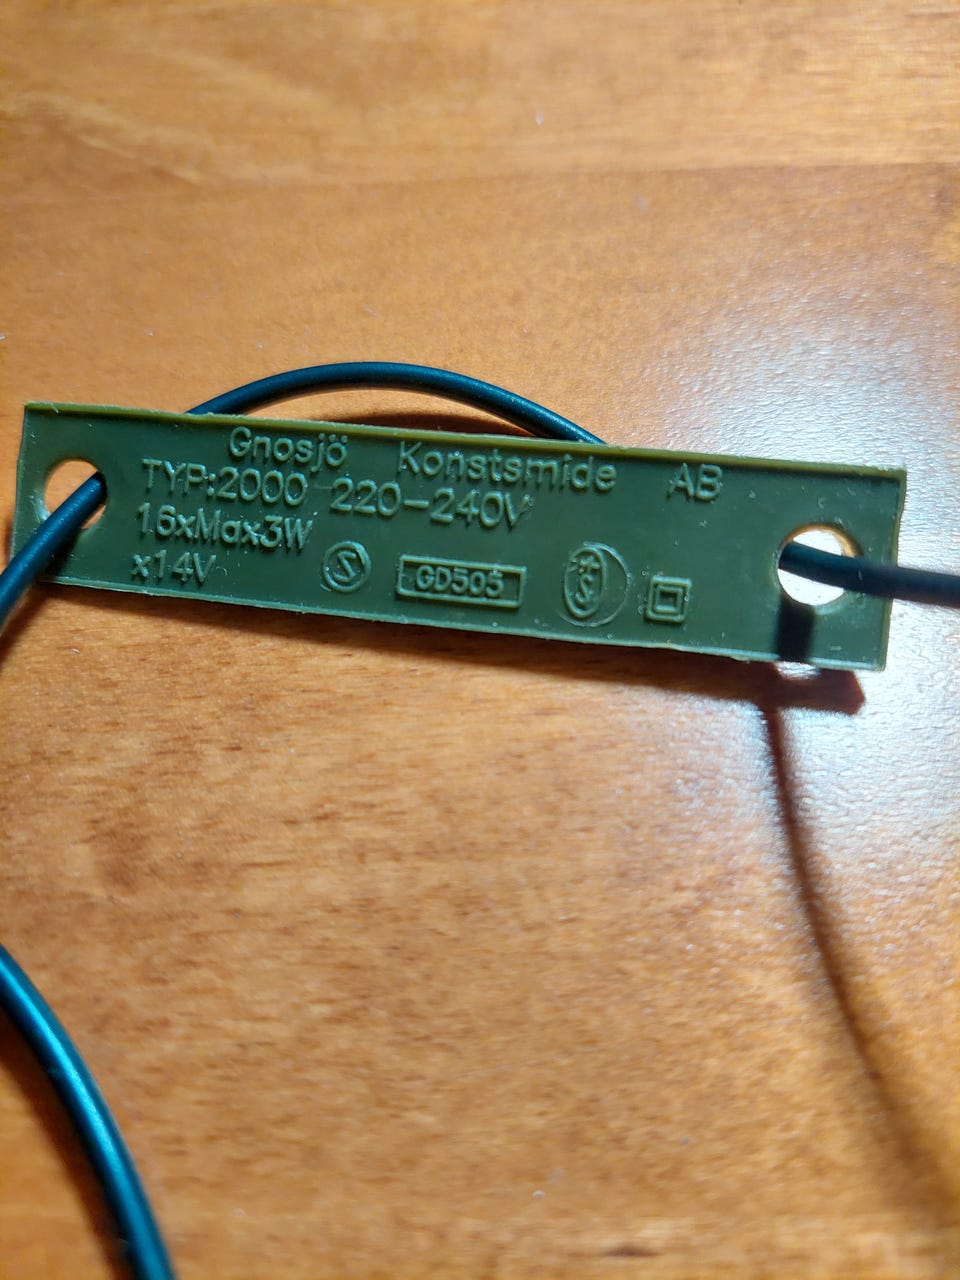 Gnosjö Konstsmide AB
TYP:2000 220-240V
16xMax3W
x14V
S GD505 S